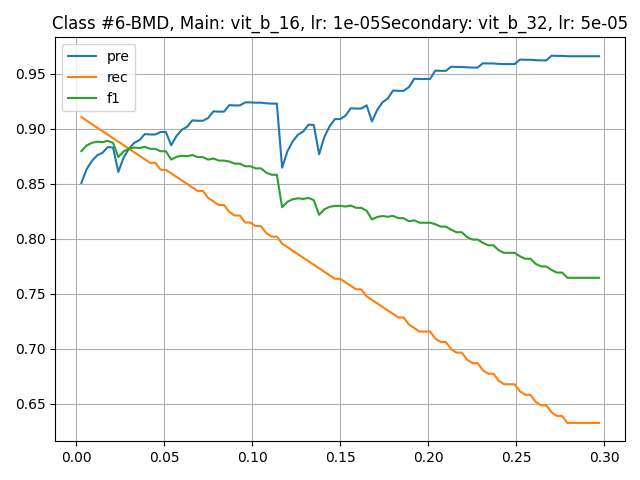 Class #6-BMD, Main: vit_b_16, lr: 1e-05Secondary: vit_b_32, lr: 5e-05
pre
rec
f1
0.95
0.90
0.85
0.80
0.75
0.70
0.65
0.00 0.05 0.10 0.15 0.20 0.25 0.30